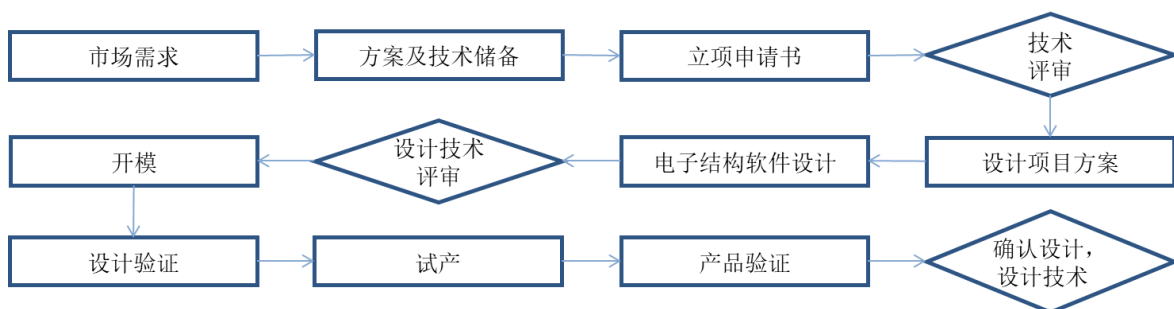 市场需求
方案及技术储备
立项申请书
技术
评审
设计项目方案
电子结构软件设计
设计技术
评审
开模
设计验证
试产
产品验证
确认设计，
设计技术